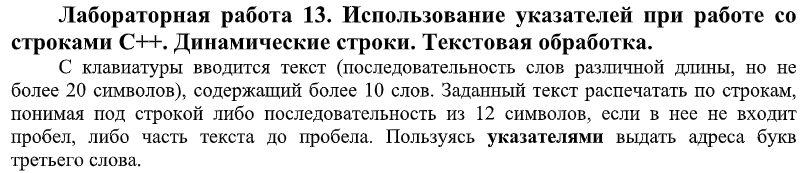 Лабораторная работа 13. Использование указателей при работе со
строками С++. Динамические строки. Текстовая обработка.
С клавиатуры вводится текст (последовательность слов различной длины, но не
более 20 символов), содержащий более 10 слов. Заданный текст распечатать по строкам,
понимая под строкой либо последовательность из 12 символов, если в нее не входит
пробел, либо часть текста до пробела. Пользуясь указателями выдать адреса букв
третьего слова.